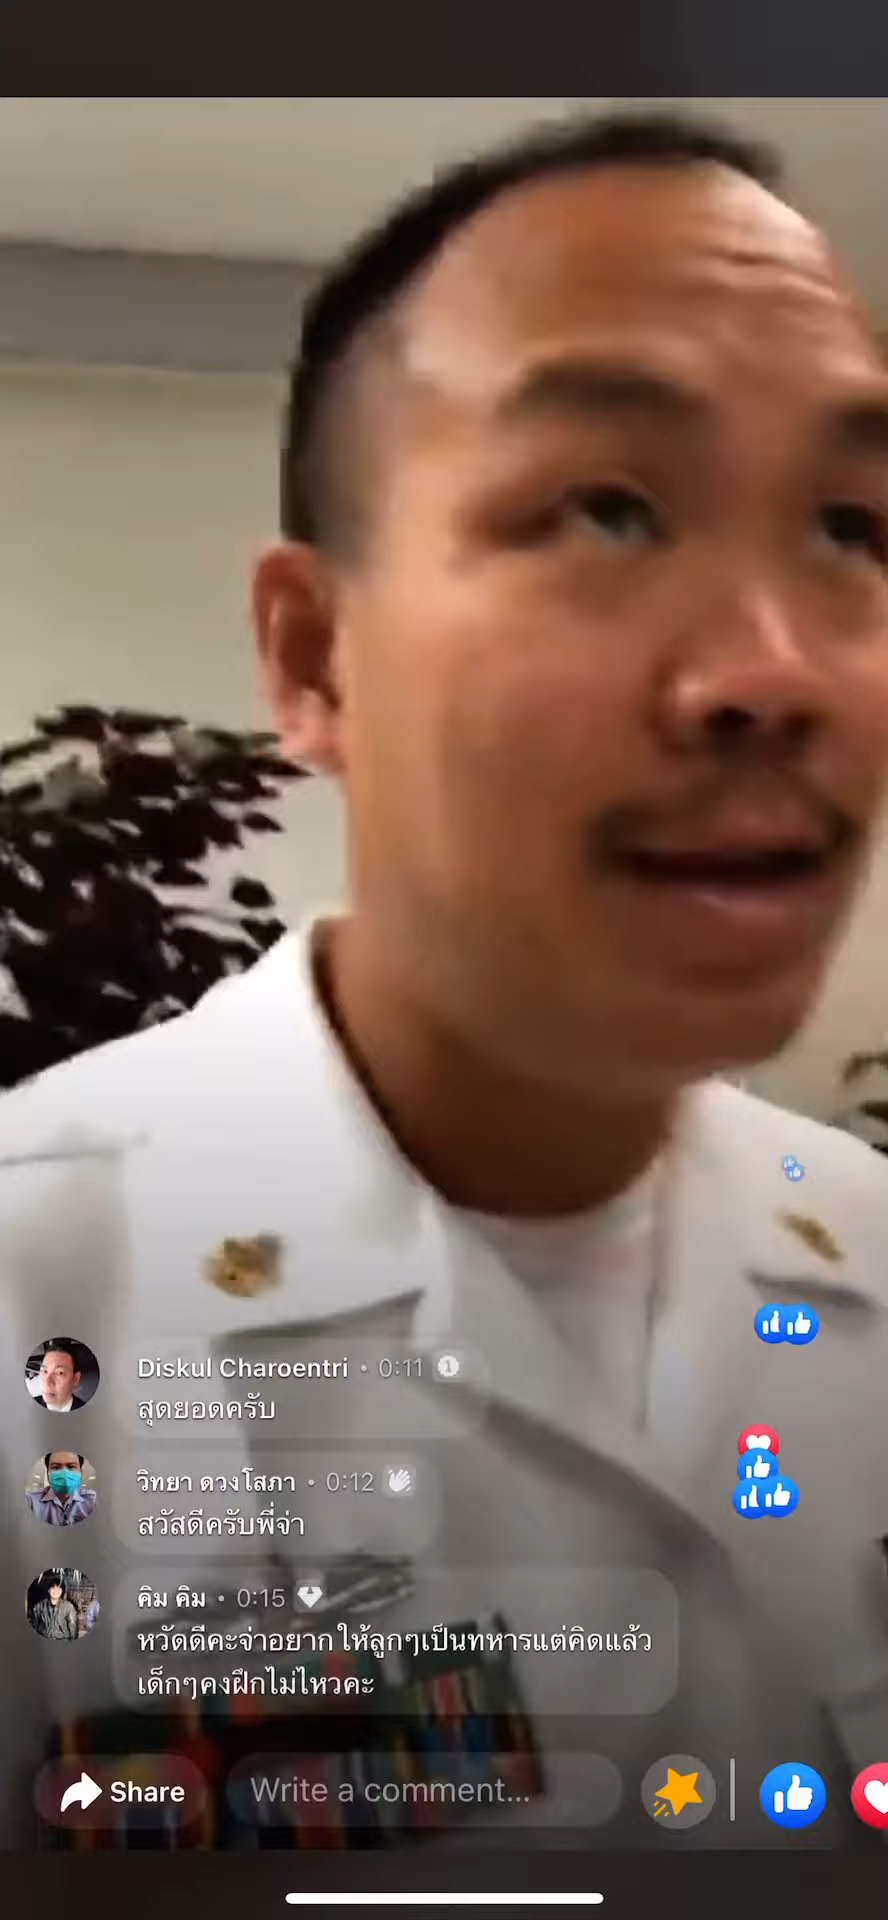 Diskul Charoentri • 0:11
สุดยอดครับ
วิทยา ดวงโสภา • 0:12
สวัสดีครับพี่จ่า
คิม คิม • 0:15
หวัดดีคะจ่าอยากให้ลูกๆเป็นทหารแต่คิดแล้ว
เด็กๆคงฝึกไม่ไหวคะ
Share
Write a comment...